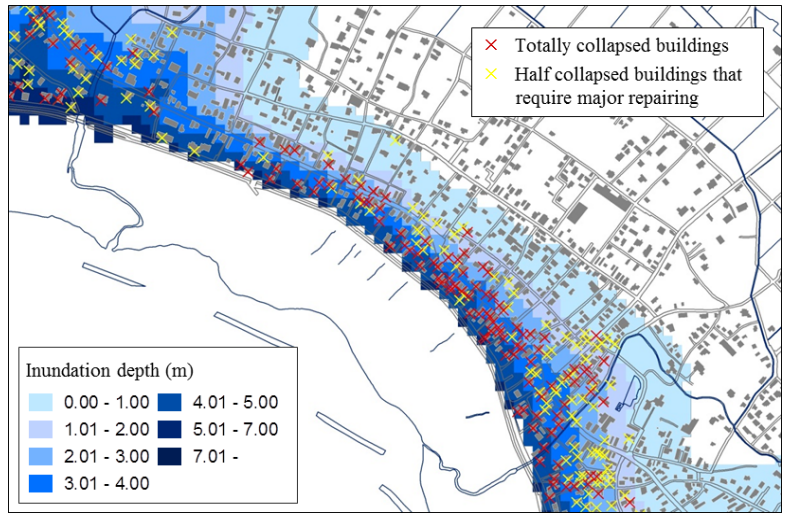 Totally collapsed buildings
Half collapsed buildings that
require major repairing
Inundation depth (m)
0.00 - 1.00 4.01 - 5.00
1.01 - 2.00 5.01 - 7.00
2.01 - 3.00 7.01 -
3.01 - 4.00